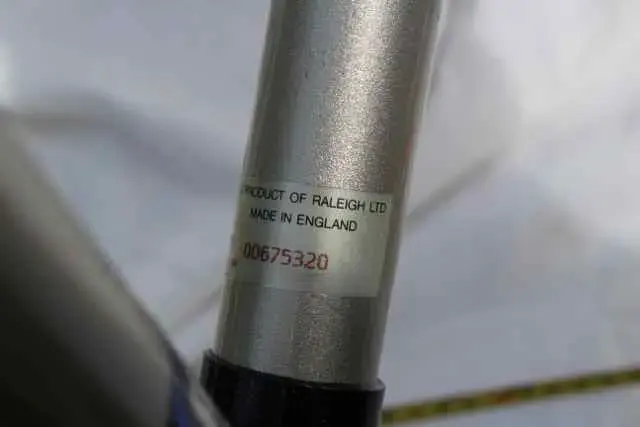 PRODUCT OF RALEIGH LTD
MADE IN ENGLAND
00675320